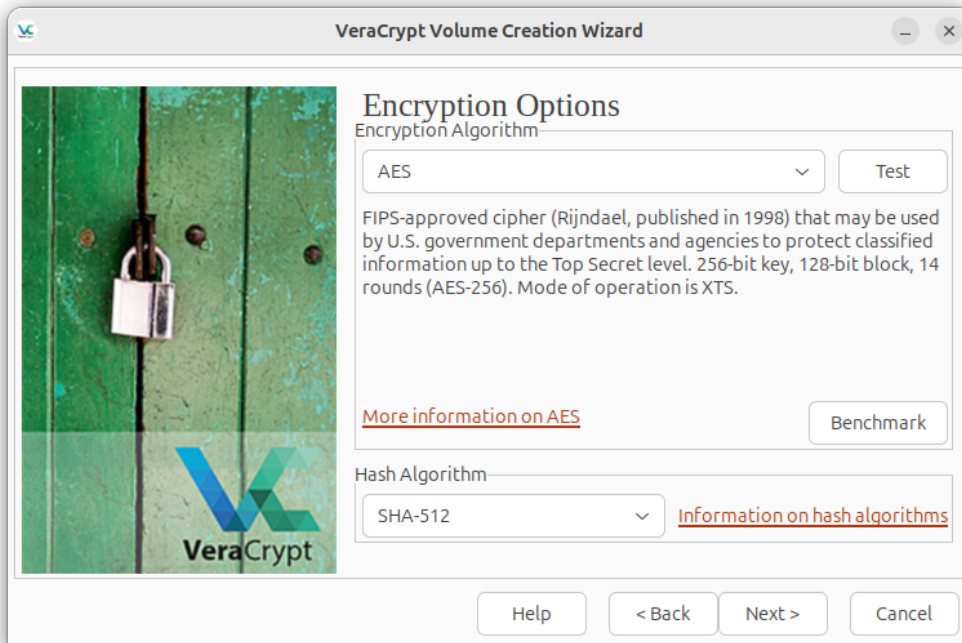 VeraCrypt Volume Creation Wizard
Encryption Options
Encryption Algorithm
AES
Test
FIPS-approved cipher (Rijndael, published in 1998) that may be used
by U.S. government departments and agencies to protect classified
information up to the Top Secret level. 256-bit key, 128-bit block, 14
rounds (AES-256). Mode of operation is XTS.
More information on AES
Benchmark
Hash Algorithm
SHA-512
Information on hash algorithms
VeraCrypt
Help
< Back
Next >
Cancel